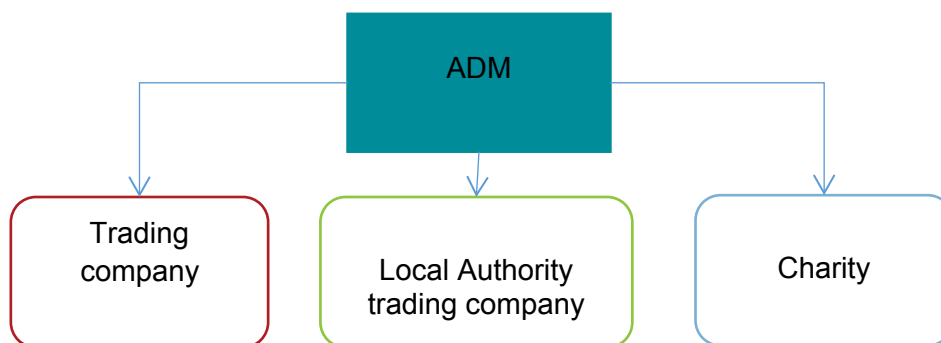 ADM
Trading
company
Local Authority
trading company
Charity